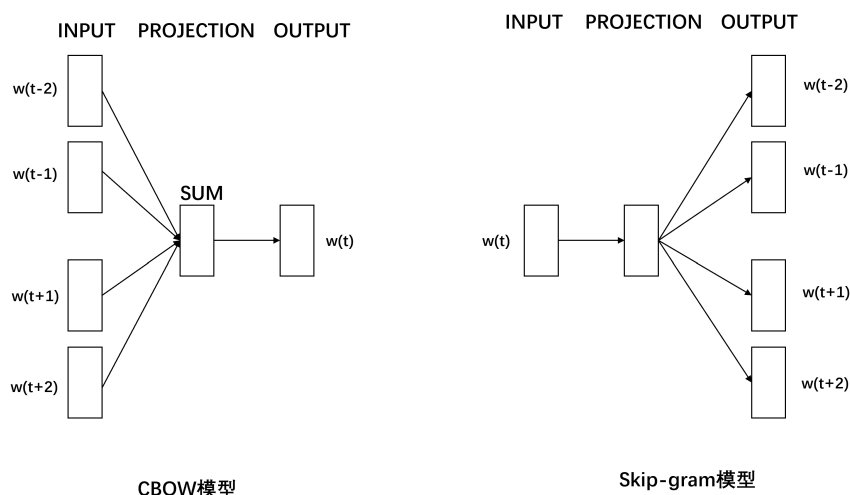 INPUT PROJECTION OUTPUT
w(t-2)
w(t-1)
SUM
w(t)
w(t+1)
w(t+2)
CBOW模型
INPUT PROJECTION OUTPUT
w(t-2)
w(t-1)
w(t)
w(t+1)
w(t+2)
Skip-gram模型